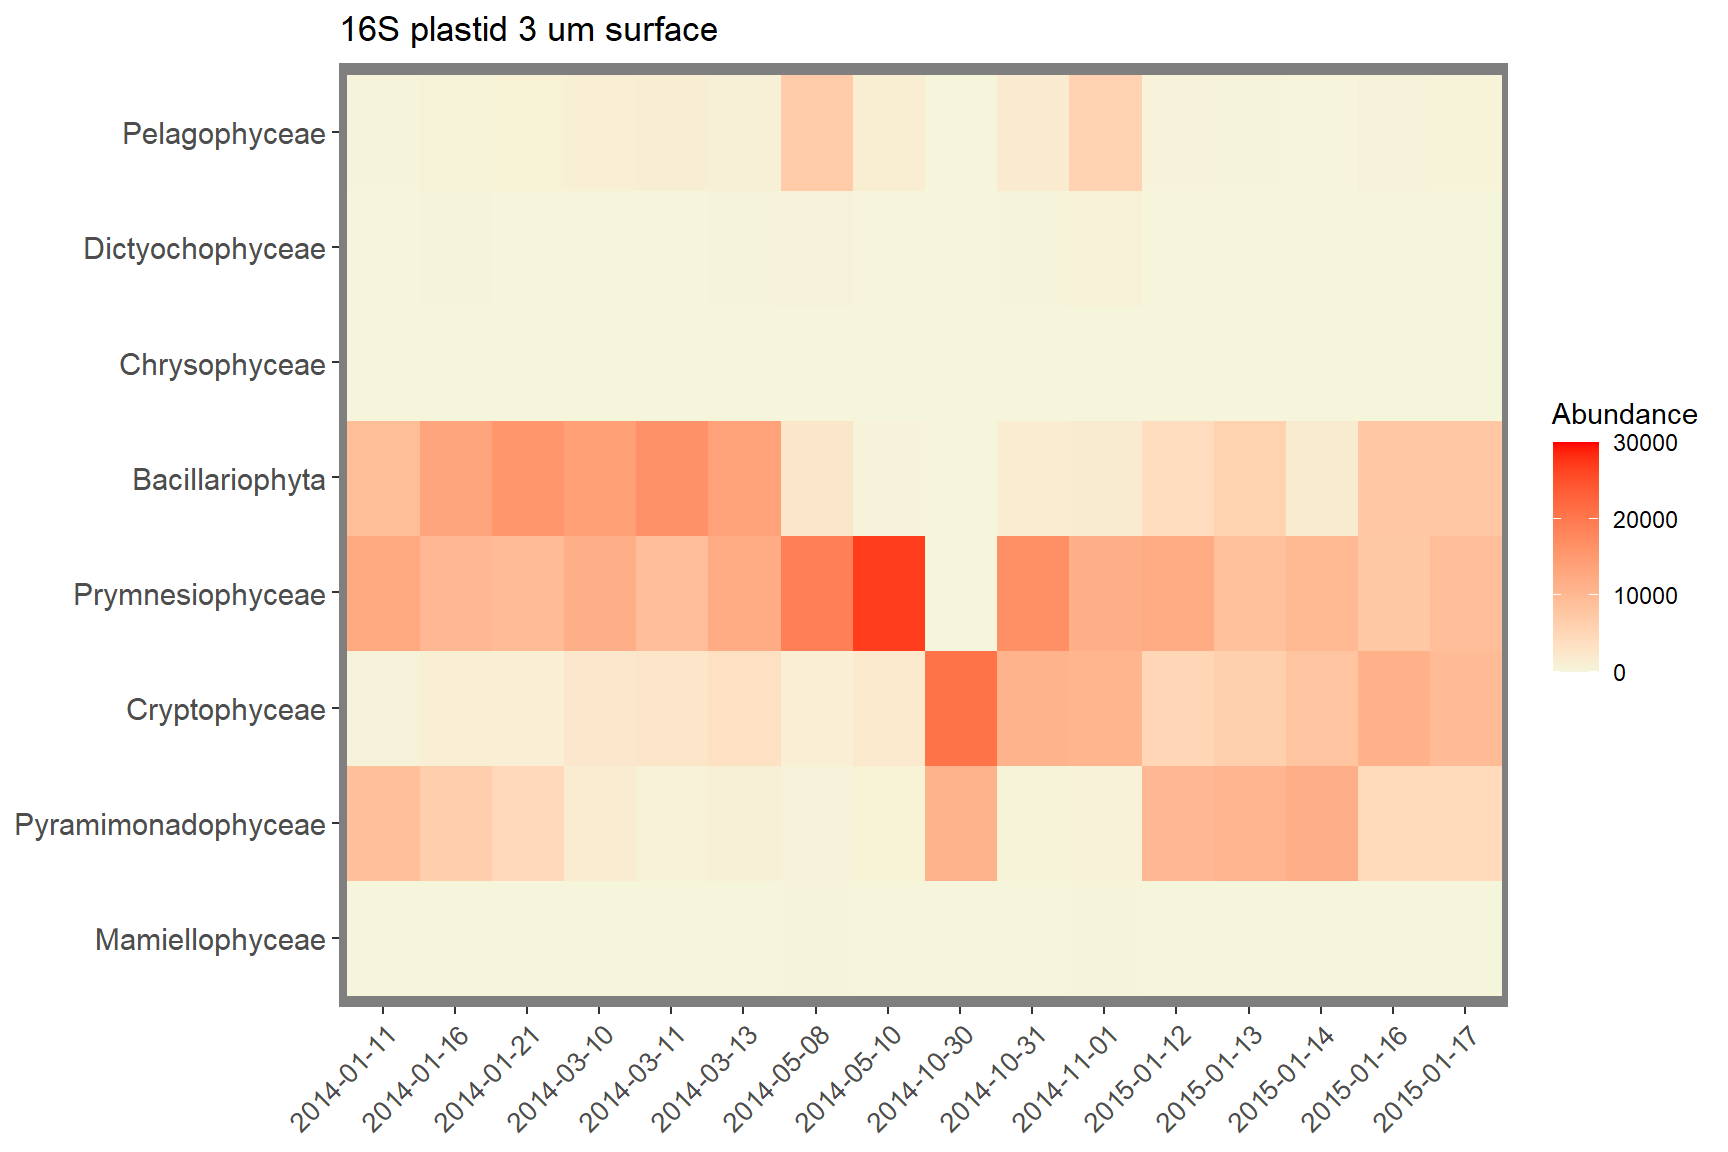 16S plastid 3 um surface
Pelagophyceae
Dictyochophyceae
Chrysophyceae
Bacillariophyta
Prymnesiophyceae
Cryptophyceae
Pyramimonadophyceae
Mamiellophyceae
Abundance
30000
20000
10000
0
2014-01-11
2014-01-16
2014-01-21
2014-03-10
2014-03-11
2014-03-13
2014-05-08
2014-05-10
2014-10-30
2014-10-31
2014-11-01
2015-01-12
2015-01-13
2015-01-14
2015-01-16
2015-01-17